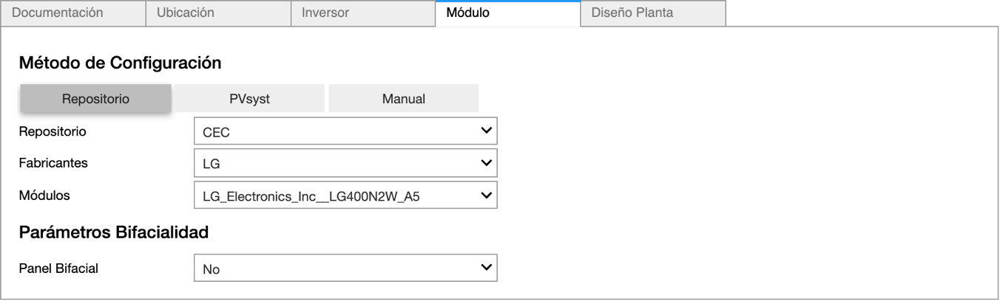 Documentación Ubicación Inversor Módulo Diseño Planta
Método de Configuración
Repositorio PVsyst Manual
Repositorio CEC
Fabricantes LG
Módulos LG_Electronics_Inc__LG400N2W_A5
Parámetros Bifacialidad
Panel Bifacial No